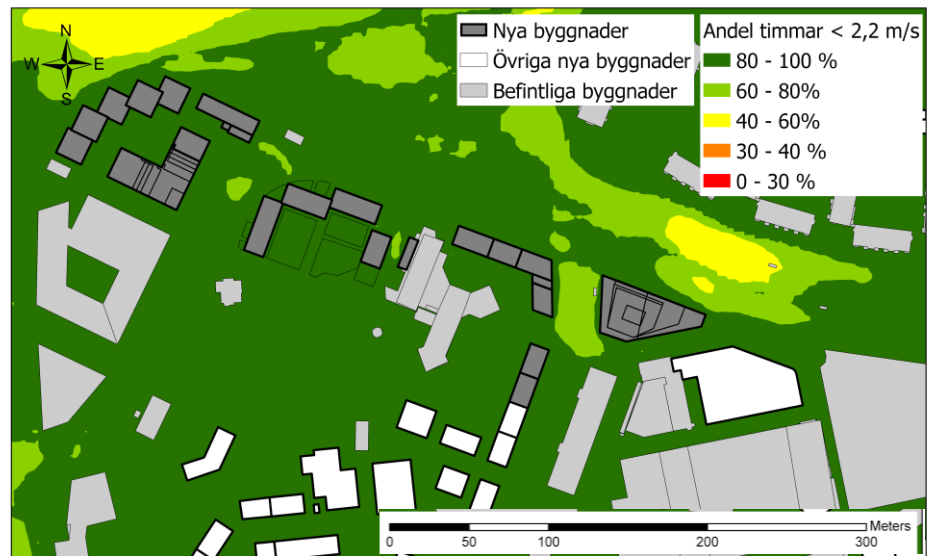 N
W E
S
Nya byggnader
Övriga nya byggnader
Befintliga byggnader
Andel timmar < 2,2 m/s
80 - 100 %
60 - 80%
40 - 60%
30 - 40 %
0 - 30 %
Meters
0 50 100 200 300